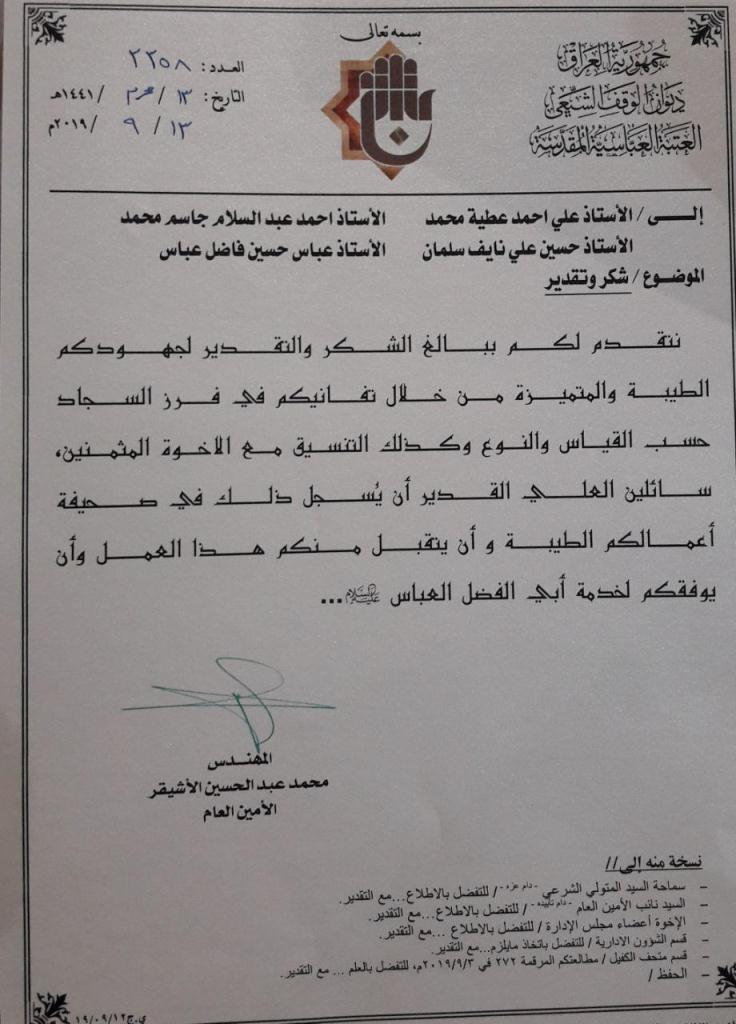 بسمه تعالى
جمهورية العراق
ديوان الوقف الشيعي
العتبة العباسية المقدسة
العدد: ٢٢٥٨
التاريخ: ١٣ / محرم / ١٤٤١هـ
١٣ / ٩ / ٢٠١٩م
إلـــى / الأستاذ علي احمد عطية محمد الأستاذ احمد عبد السلام جاسم محمد
الأستاذ حسين علي نايف سلمان الأستاذ عباس حسين فاضل عباس
الموضوع / شكر وتقدير
نتقدم لكم ببالغ الشكر والتقدير لجهودكم
الطيبة والمتميزة من خلال تفانيكم في فرز السجاد
حسب القياس والنوع وكذلك التنسيق مع الاخوة المثمنين،
سائلين العلي القدير أن يُسجل ذلك في صحيفة
أعمالكم الطيبة و أن يتقبل منكم هذا العمل وأن
يوفقكم لخدمة أبي الفضل العباس عليه السلام...
المهندس
محمد عبد الحسين الأشيقر
الأمين العام
نسخة منه إلى//
- سماحة السيد المتولي الشرعي -دام عزه- / للتفضل بالاطلاع...مع التقدير.
- السيد نائب الأمين العام -دام تأييده- / للتفضل بالاطلاع...مع التقدير.
- الإخوة أعضاء مجلس الإدارة / للتفضل بالاطلاع ...مع التقدير.
- قسم الشؤون الادارية / للتفضل باتخاذ مايلزم...مع التقدير.
- قسم متحف الكفيل / مطالعتكم المرقمة ٢٧٢ في ٢٠١٩/٩/٣م، للتفضل بالعلم ... مع التقدير.
- الحفظ /
ي.ج١٩/٠٩/١٢